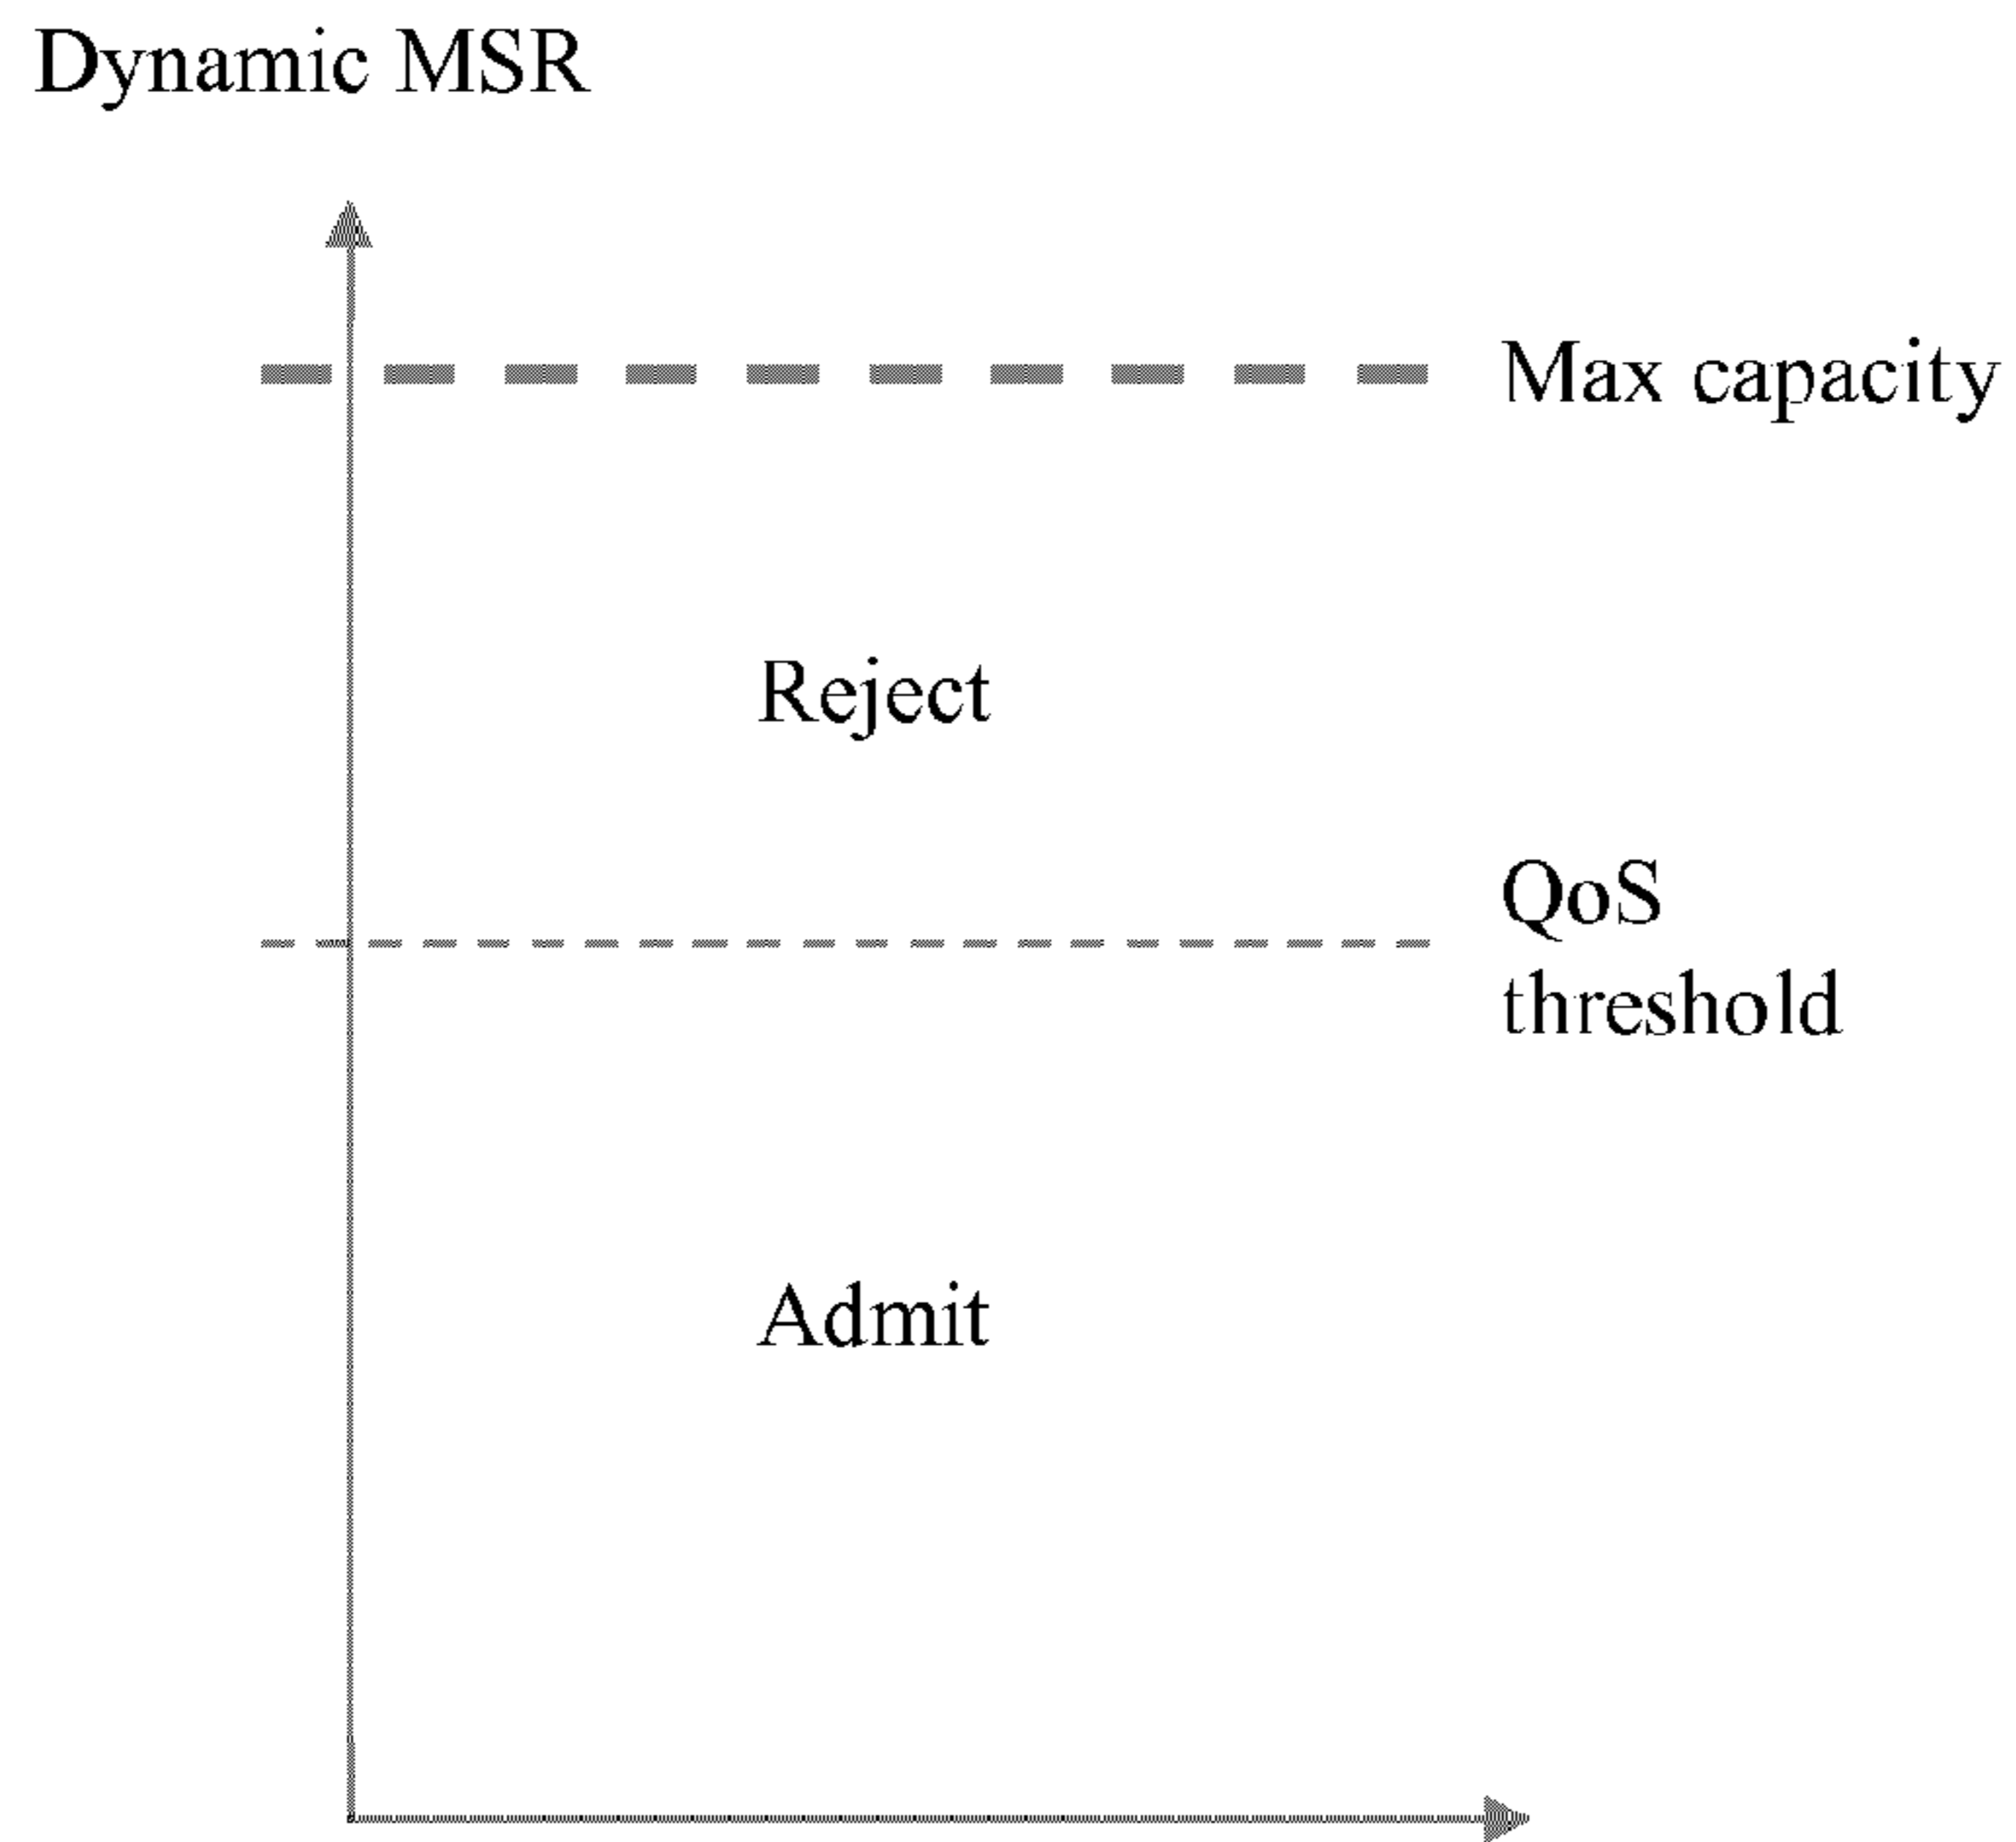 Dynamic MSR
Max capacity
Reject
QoS
threshold
Admit